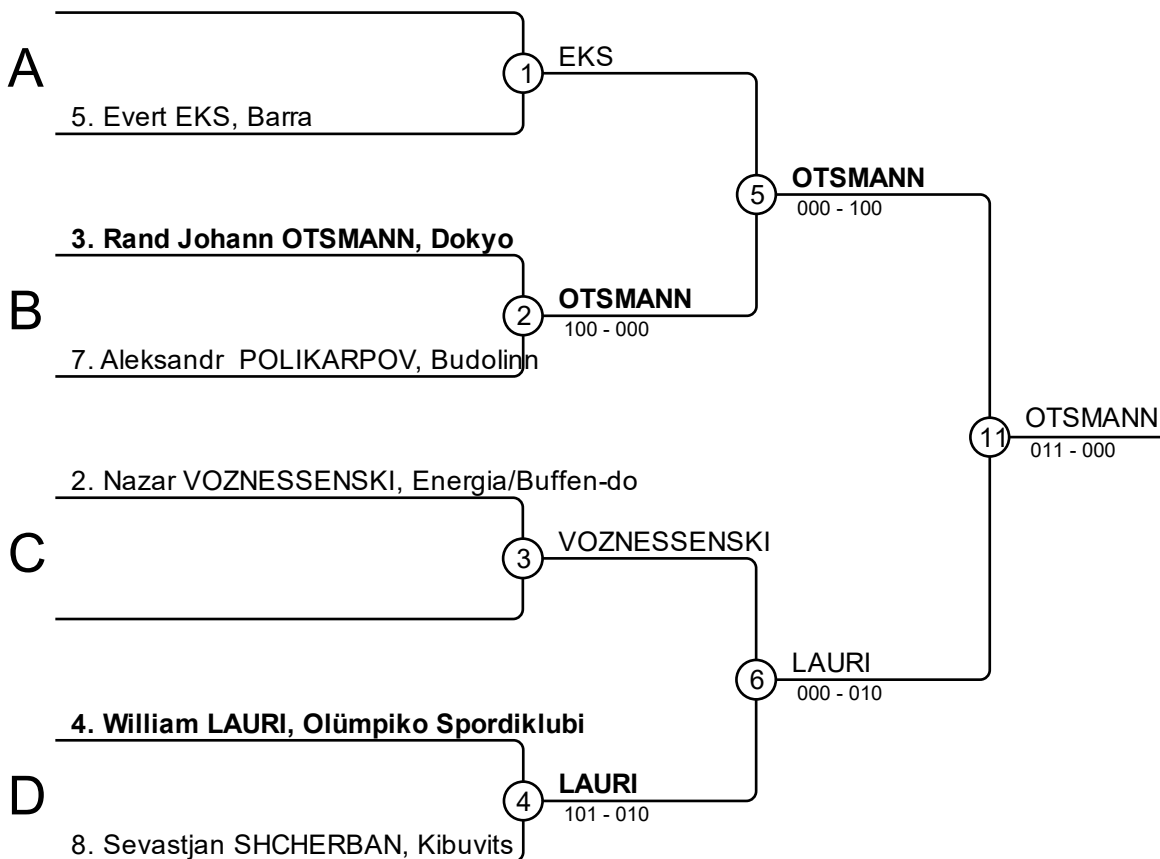 A
1
EKS
5. Evert EKS, Barra
5
OTSMANN
000 - 100
3. Rand Johann OTSMANN, Dokyo
B
2
OTSMANN
100 - 000
7. Aleksandr  POLIKARPOV, Budolinn
11
OTSMANN
011 - 000
2. Nazar VOZNESSENSKI, Energia/Buffen-do
C
3
VOZNESSENSKI
6
LAURI
000 - 010
4. William LAURI, Olümpiko Spordiklubi
D
4
LAURI
101 - 010
8. Sevastjan SHCHERBAN, Kibuvits